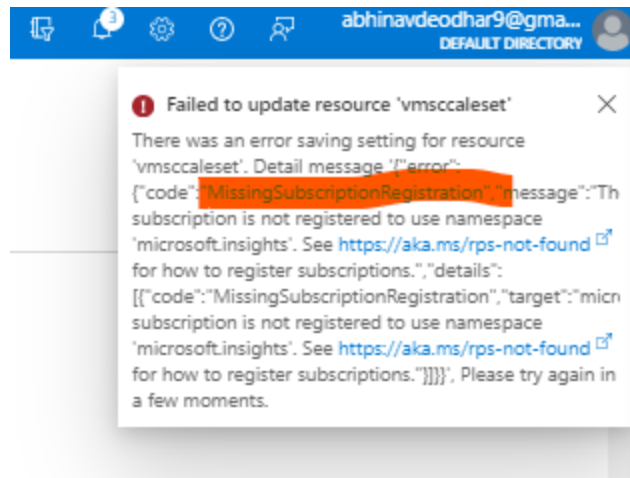 3
abhinavdeodhar9@gma...
DEFAULT DIRECTORY
Failed to update resource 'vmsccaleset'
There was an error saving setting for resource
'vmsccaleset'. Detail message '{"error":
{"code":"MissingSubscriptionRegistration","message":"Th
subscription is not registered to use namespace
'microsoft.insights'. See https://aka.ms/rps-not-found
for how to register subscriptions.","details":
[{"code":"MissingSubscriptionRegistration","target":"micro
subscription is not registered to use namespace
'microsoft.insights'. See https://aka.ms/rps-not-found
for how to register subscriptions."}]}}', Please try again in
a few moments.